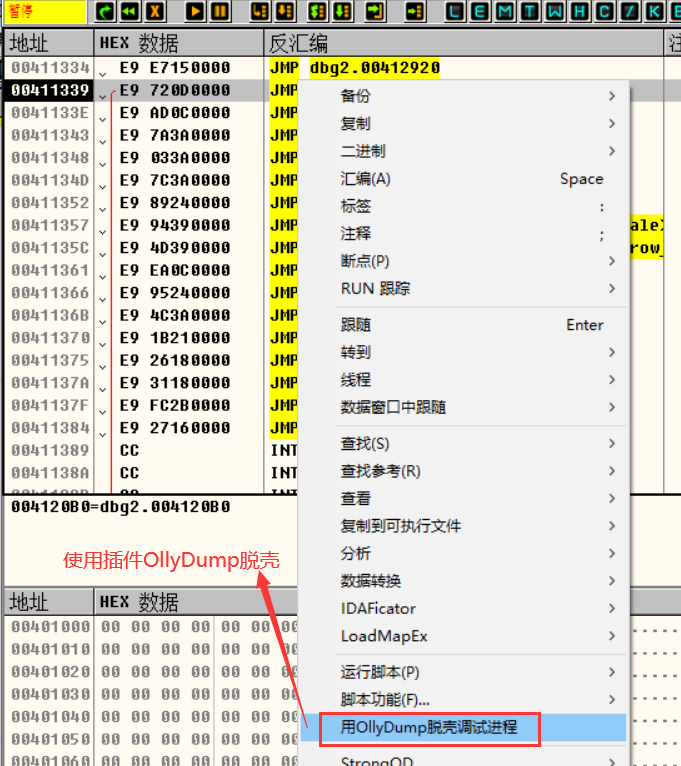 暂停 L E M T W H C / K B
地址 HEX 数据 反汇编 注
00411334 E9 E7150000 JMP dbg2.00412920
00411339 E9 720D0000 JMP
0041133E E9 AD0C0000 JMP
00411343 E9 7A3A0000 JMP
00411348 E9 033A0000 JMP
0041134D E9 7C3A0000 JMP
00411352 E9 89240000 JMP
00411357 E9 94390000 JMP
0041135C E9 4D390000 JMP
00411361 E9 EA0C0000 JMP
00411366 E9 95240000 JMP
0041136B E9 4C3A0000 JMP
00411370 E9 1B210000 JMP
00411375 E9 26180000 JMP
0041137A E9 31180000 JMP
0041137F E9 FC2B0000 JMP
00411384 E9 27160000 JMP
00411389 CC INT
0041138A CC INT
004120B0=dbg2.004120B0
使用插件OllyDump脱壳
地址 HEX 数据
00401000 00 00 00 00 00 00 00
00401010 00 00 00 00 00 00 00
00401020 00 00 00 00 00 00 00
00401030 00 00 00 00 00 00 00
00401040 00 00 00 00 00 00 00
00401050 00 00 00 00 00 00 00
00401060 00 00 00 00 00 00 00
备份
复制
二进制
汇编(A) Space
标签 :
注释 ;
断点(P)
RUN 跟踪
跟随 Enter
转到
线程
数据窗口中跟随
查找(S)
查找参考(R)
查看
复制到可执行文件
分析
数据转换
IDAFicator
LoadMapEx
运行脚本(P)
脚本功能(F)...
用OllyDump脱壳调试进程
StrongOD